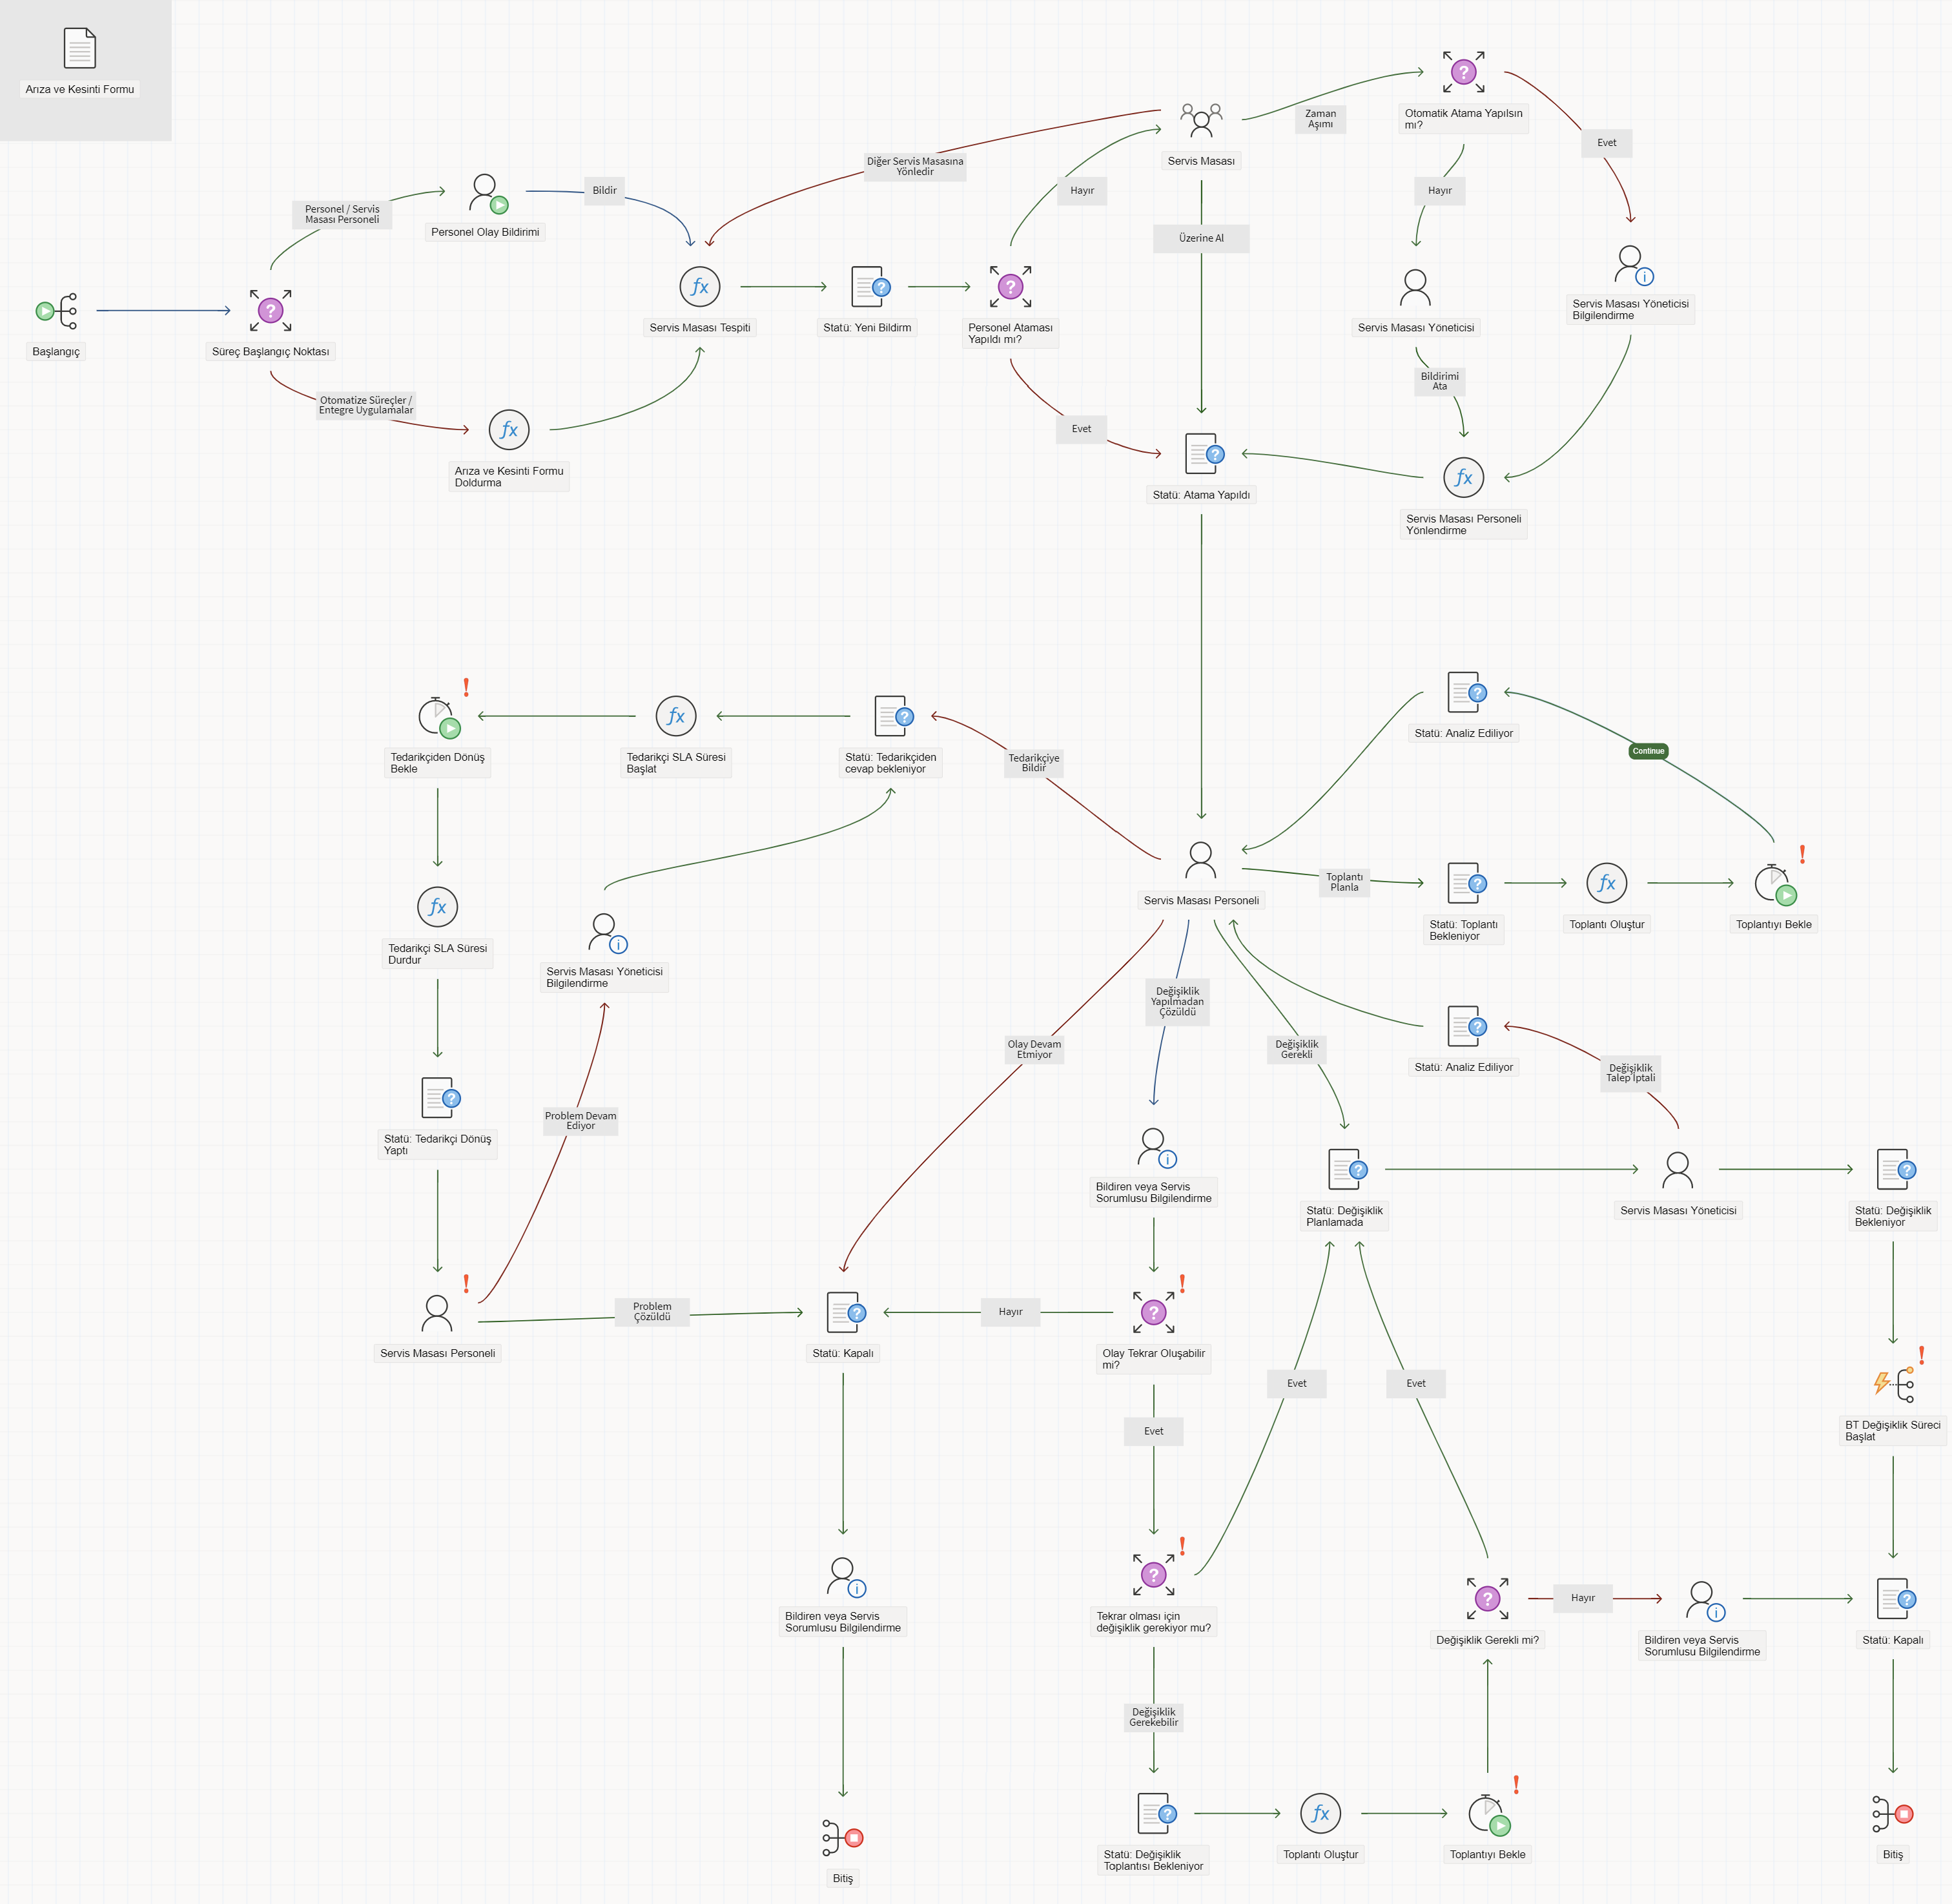 Arıza ve Kesinti Formu
Otomatik Atama Yapılsın
mı?
Zaman
Aşımı
Servis Masası
Evet
Diğer Servis Masasına
Yönledir
Hayır
Hayır
Personel / Servis
Masası Personeli
Bildir
Personel Olay Bildirimi
Üzerine Al
Servis Masası Yöneticisi
Bilgilendirme
Servis Masası Tespiti
Statü: Yeni Bildirm
Personel Ataması
Yapıldı mı?
Servis Masası Yöneticisi
Başlangıç
Süreç Başlangıç Noktası
Bildirimi
Ata
Otomatize Süreçler /
Entegre Uygulamalar
Evet
Arıza ve Kesinti Formu
Doldurma
Statü: Atama Yapıldı
Servis Masası Personeli
Yönlendirme
Statü: Analiz Ediliyor
Continue
Tedarikçiden Dönüş
Bekle
Tedarikçi SLA Süresi
Başlat
Statü: Tedarikçiden
cevap bekleniyor
Tedarikçiye
Bildir
Toplantı
Planla
Servis Masası Personeli
Statü: Toplantı
Bekleniyor
Toplantı Oluştur
Toplantıyı Bekle
Tedarikçi SLA Süresi
Durdur
Servis Masası Yöneticisi
Bilgilendirme
Değişiklik
Yapılmadan
Çözüldü
Olay Devam
Etmiyor
Değişiklik
Gerekli
Statü: Analiz Ediliyor
Değişiklik
Talep İptali
Problem Devam
Ediyor
Statü: Tedarikçi Dönüş
Yaptı
Bildiren veya Servis
Sorumlusu Bilgilendirme
Statü: Değişiklik
Planlamada
Servis Masası Yöneticisi
Statü: Değişiklik
Bekleniyor
Problem
Çözüldü
Hayır
Servis Masası Personeli
Statü: Kapalı
Olay Tekrar Oluşabilir
mi?
Evet
Evet
Evet
BT Değişiklik Süreci
Başlat
Bildiren veya Servis
Sorumlusu Bilgilendirme
Tekrar olması için
değişiklik gerekiyor mu?
Hayır
Değişiklik Gerekli mi?
Bildiren veya Servis
Sorumlusu Bilgilendirme
Statü: Kapalı
Değişiklik
Gerekebilir
Statü: Değişiklik
Toplantısı Bekleniyor
Toplantı Oluştur
Toplantıyı Bekle
Bitiş
Bitiş